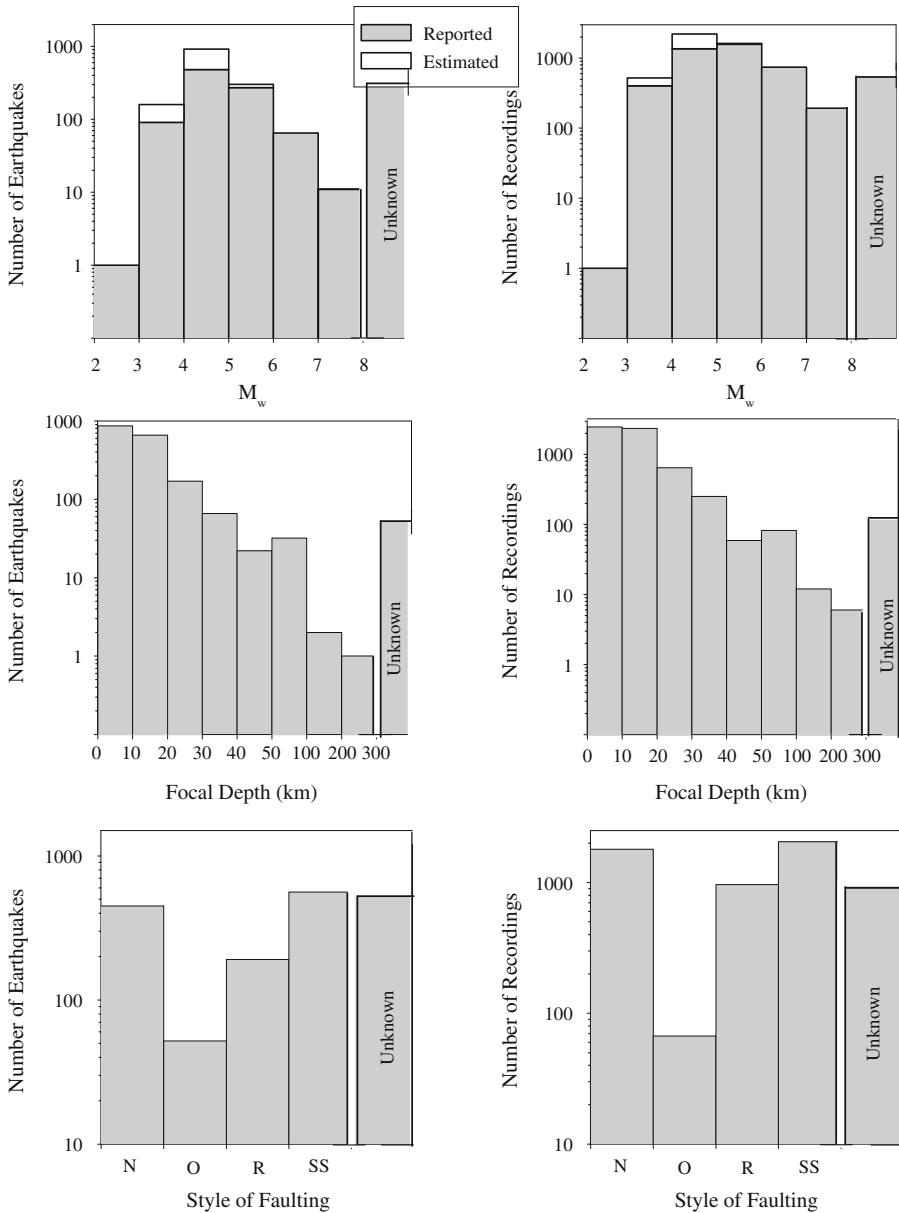 Reported
Estimated
Number of Earthquakes
1000
100
10
1
Unknown
2 3 4 5 6 7 8
Mw
Number of Recordings
1000
100
10
1
Unknown
2 3 4 5 6 7 8
Mw
Number of Earthquakes
1000
100
10
1
Unknown
0 10 20 30 40 50 100 200 300
Focal Depth (km)
Number of Recordings
1000
100
10
1
Unknown
0 10 20 30 40 50 100 200 300
Focal Depth (km)
Number of Earthquakes
1000
100
10
Unknown
N O R SS
Style of Faulting
Number of Recordings
1000
100
10
Unknown
N O R SS
Style of Faulting